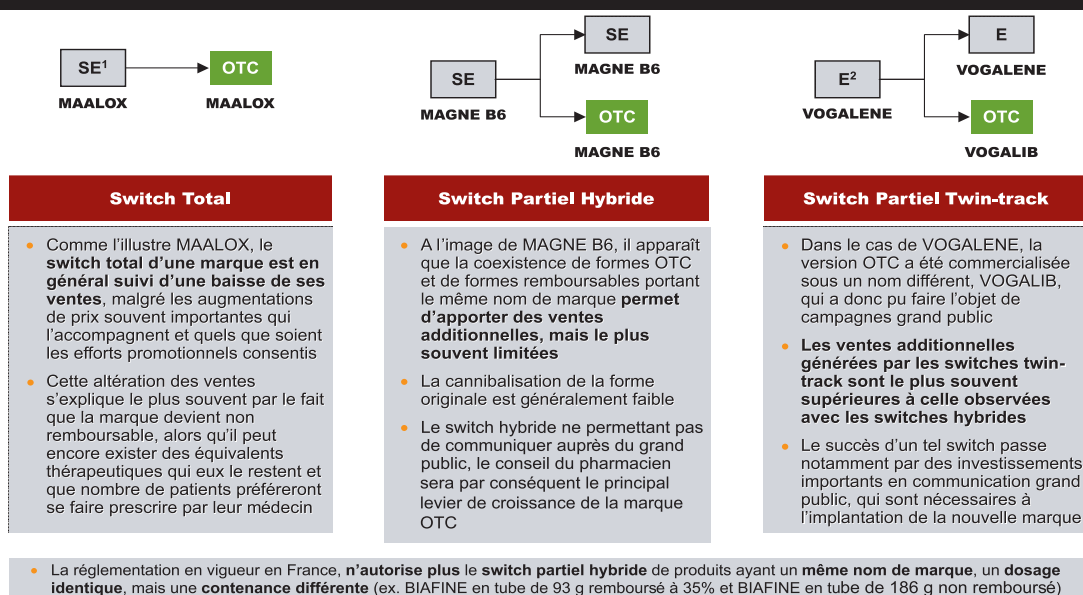 SE¹
OTC
MAALOX
MAALOX
SE
SE
MAGNE B6
MAGNE B6
OTC
MAGNE B6
E²
E
VOGALENE
VOGALENE
OTC
VOGALIB
Switch Total
• Comme l'illustre MAALOX, le
switch total d'une marque est en
général suivi d'une baisse de ses
ventes, malgré les augmentations
de prix souvent importantes qui
l'accompagnent et quels que soient
les efforts promotionnels consentis
• Cette altération des ventes
s'explique le plus souvent par le fait
que la marque devient non
remboursable, alors qu'il peut
encore exister des équivalents
thérapeutiques qui eux le restent et
que nombre de patients préféreront
se faire prescrire par leur médecin
Switch Partiel Hybride
• A l'image de MAGNE B6, il apparaît
que la coexistence de formes OTC
et de formes remboursables portant
le même nom de marque permet
d'apporter des ventes
additionnelles, mais le plus
souvent limitées
• La cannibalisation de la forme
originale est généralement faible
• Le switch hybride ne permettant pas
de communiquer auprès du grand
public, le conseil du pharmacien
sera par conséquent le principal
levier de croissance de la marque
OTC
Switch Partiel Twin-track
• Dans le cas de VOGALENE, la
version OTC a été commercialisée
sous un nom différent, VOGALIB,
qui a donc pu faire l'objet de
campagnes grand public
• Les ventes additionnelles
générées par les switches twin-
track sont le plus souvent
supérieures à celle observées
avec les switches hybrides
• Le succès d'un tel switch passe
notamment par des investissements
importants en communication grand
public, qui sont nécessaires à
l'implantation de la nouvelle marque
• La réglementation en vigueur en France, n'autorise plus le switch partiel hybride de produits ayant un même nom de marque, un dosage
identique, mais une contenance différente (ex. BIAFINE en tube de 93 g remboursé à 35% et BIAFINE en tube de 186 g non remboursé)